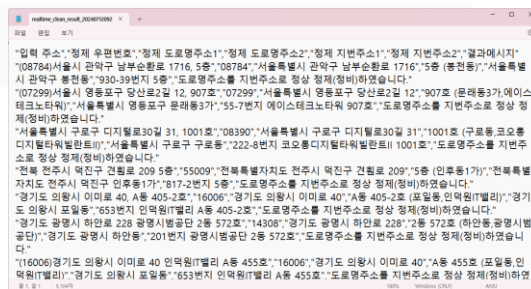 realtime_clean_result_20240712092
파일 편집 보기
"입력 주소","정제 우편번호","정제 도로명주소1","정제 도로명주소2","정제 지번주소1","정제 지번주소2","결과메시지"
"(08784)서울시 관악구 남부순환로 1716, 5층","08784","서울특별시 관악구 남부순환로 1716","5층 (봉천동)","서울특별
시 관악구 봉천동","930-39번지 5층","도로명주소를 지번주소로 정상 정제(정비)하였습니다."
"(07299)서울시 영등포구 당산로2길 12, 907호","07299","서울특별시 영등포구 당산로2길 12","907호 (문래동3가,에이스
테크노타워)","서울특별시 영등포구 문래동3가","55-7번지 에이스테크노타워 907호","도로명주소를 지번주소로 정상 정
제(정비)하였습니다."
"서울특별시 구로구 디지털로30길 31, 1001호","08390","서울특별시 구로구 디지털로30길 31","1001호 (구로동,코오롱
디지털타워빌란트II)","서울특별시 구로구 구로동","222-8번지 코오롱디지털타워빌란트II 1001호","도로명주소를 지번주
소로 정상 정제(정비)하였습니다."
"전북 전주시 덕진구 견훤로 209 5층","55009","전북특별자치도 전주시 덕진구 견훤로 209","5층 (인후동1가)","전북특별
자치도 전주시 덕진구 인후동1가","817-2번지 5층","도로명주소를 지번주소로 정상 정제(정비)하였습니다."
"경기도 의왕시 이미로 40, A동 405-2호","16006","경기도 의왕시 이미로 40","A동 405-2호 (포일동,인덕원IT밸리)","경기
도 의왕시 포일동","653번지 인덕원IT밸리 A동 405-2호","도로명주소를 지번주소로 정상 정제(정비)하였습니다."
"경기도 광명시 하안로 228 광명시범공단 2동 572호","14308","경기도 광명시 하안로 228","2동 572호 (하안동,광명시범
공단)","경기도 광명시 하안동","201번지 광명시범공단 2동 572호","도로명주소를 지번주소로 정상 정제(정비)하였습니
다."
"(16006)경기도 의왕시 이미로 40 인덕원IT밸리 A동 455호","16006","경기도 의왕시 이미로 40","A동 455호 (포일동,인
덕원IT밸리)","경기도 의왕시 포일동","653번지 인덕원IT밸리 A동 455호","도로명주소를 지번주소로 정상 정제(정비)하였
줄 1, 열 1 5,104자 160% Windows (CRLF) ANSI